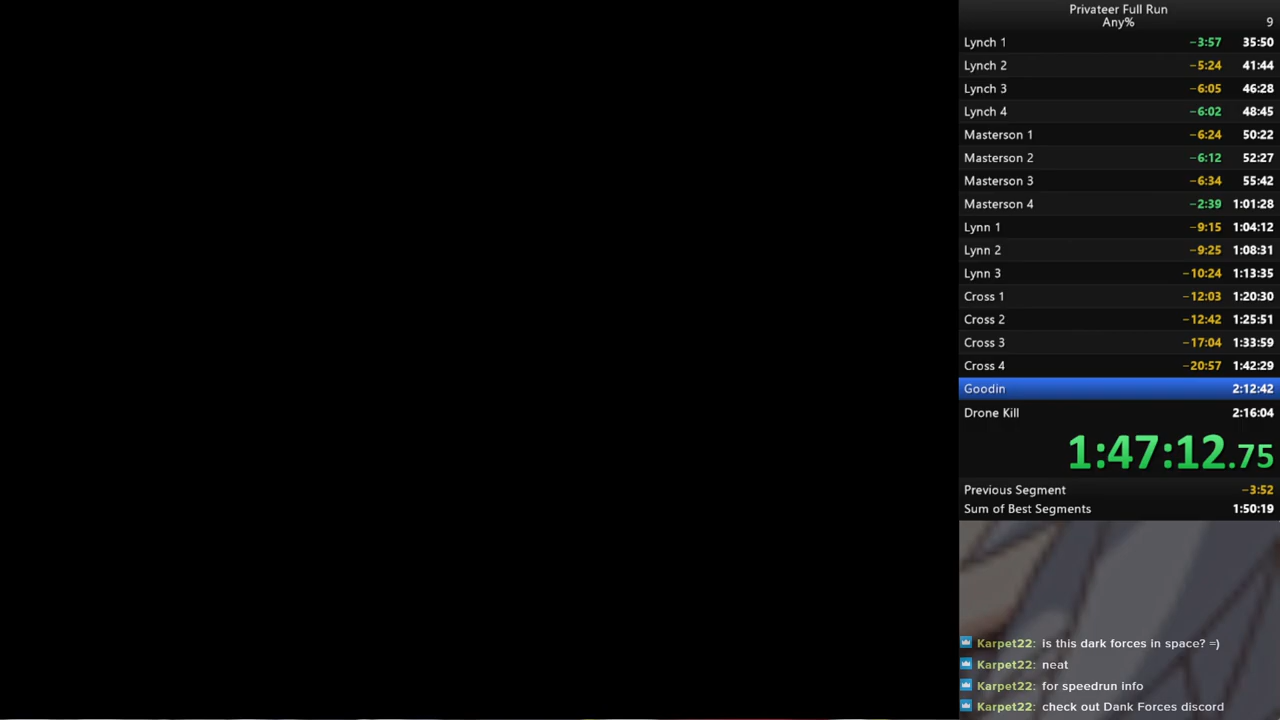 Privateer Full Run
Any% 9
Lynch 1 −3:57 35:50
Lynch 2 −5:24 41:44
Lynch 3 −6:05 46:28
Lynch 4 −6:02 48:45
Masterson 1 −6:24 50:22
Masterson 2 −6:12 52:27
Masterson 3 −6:34 55:42
Masterson 4 −2:39 1:01:28
Lynn 1 −9:15 1:04:12
Lynn 2 −9:25 1:08:31
Lynn 3 −10:24 1:13:35
Cross 1 −12:03 1:20:30
Cross 2 −12:42 1:25:51
Cross 3 −17:04 1:33:59
Cross 4 −20:57 1:42:29
Goodin 2:12:42
Drone Kill 2:16:04
1:47:12.75
Previous Segment −3:52
Sum of Best Segments 1:50:19
Karpet22: is this dark forces in space? =)
Karpet22: neat
Karpet22: for speedrun info
Karpet22: check out Dank Forces discord